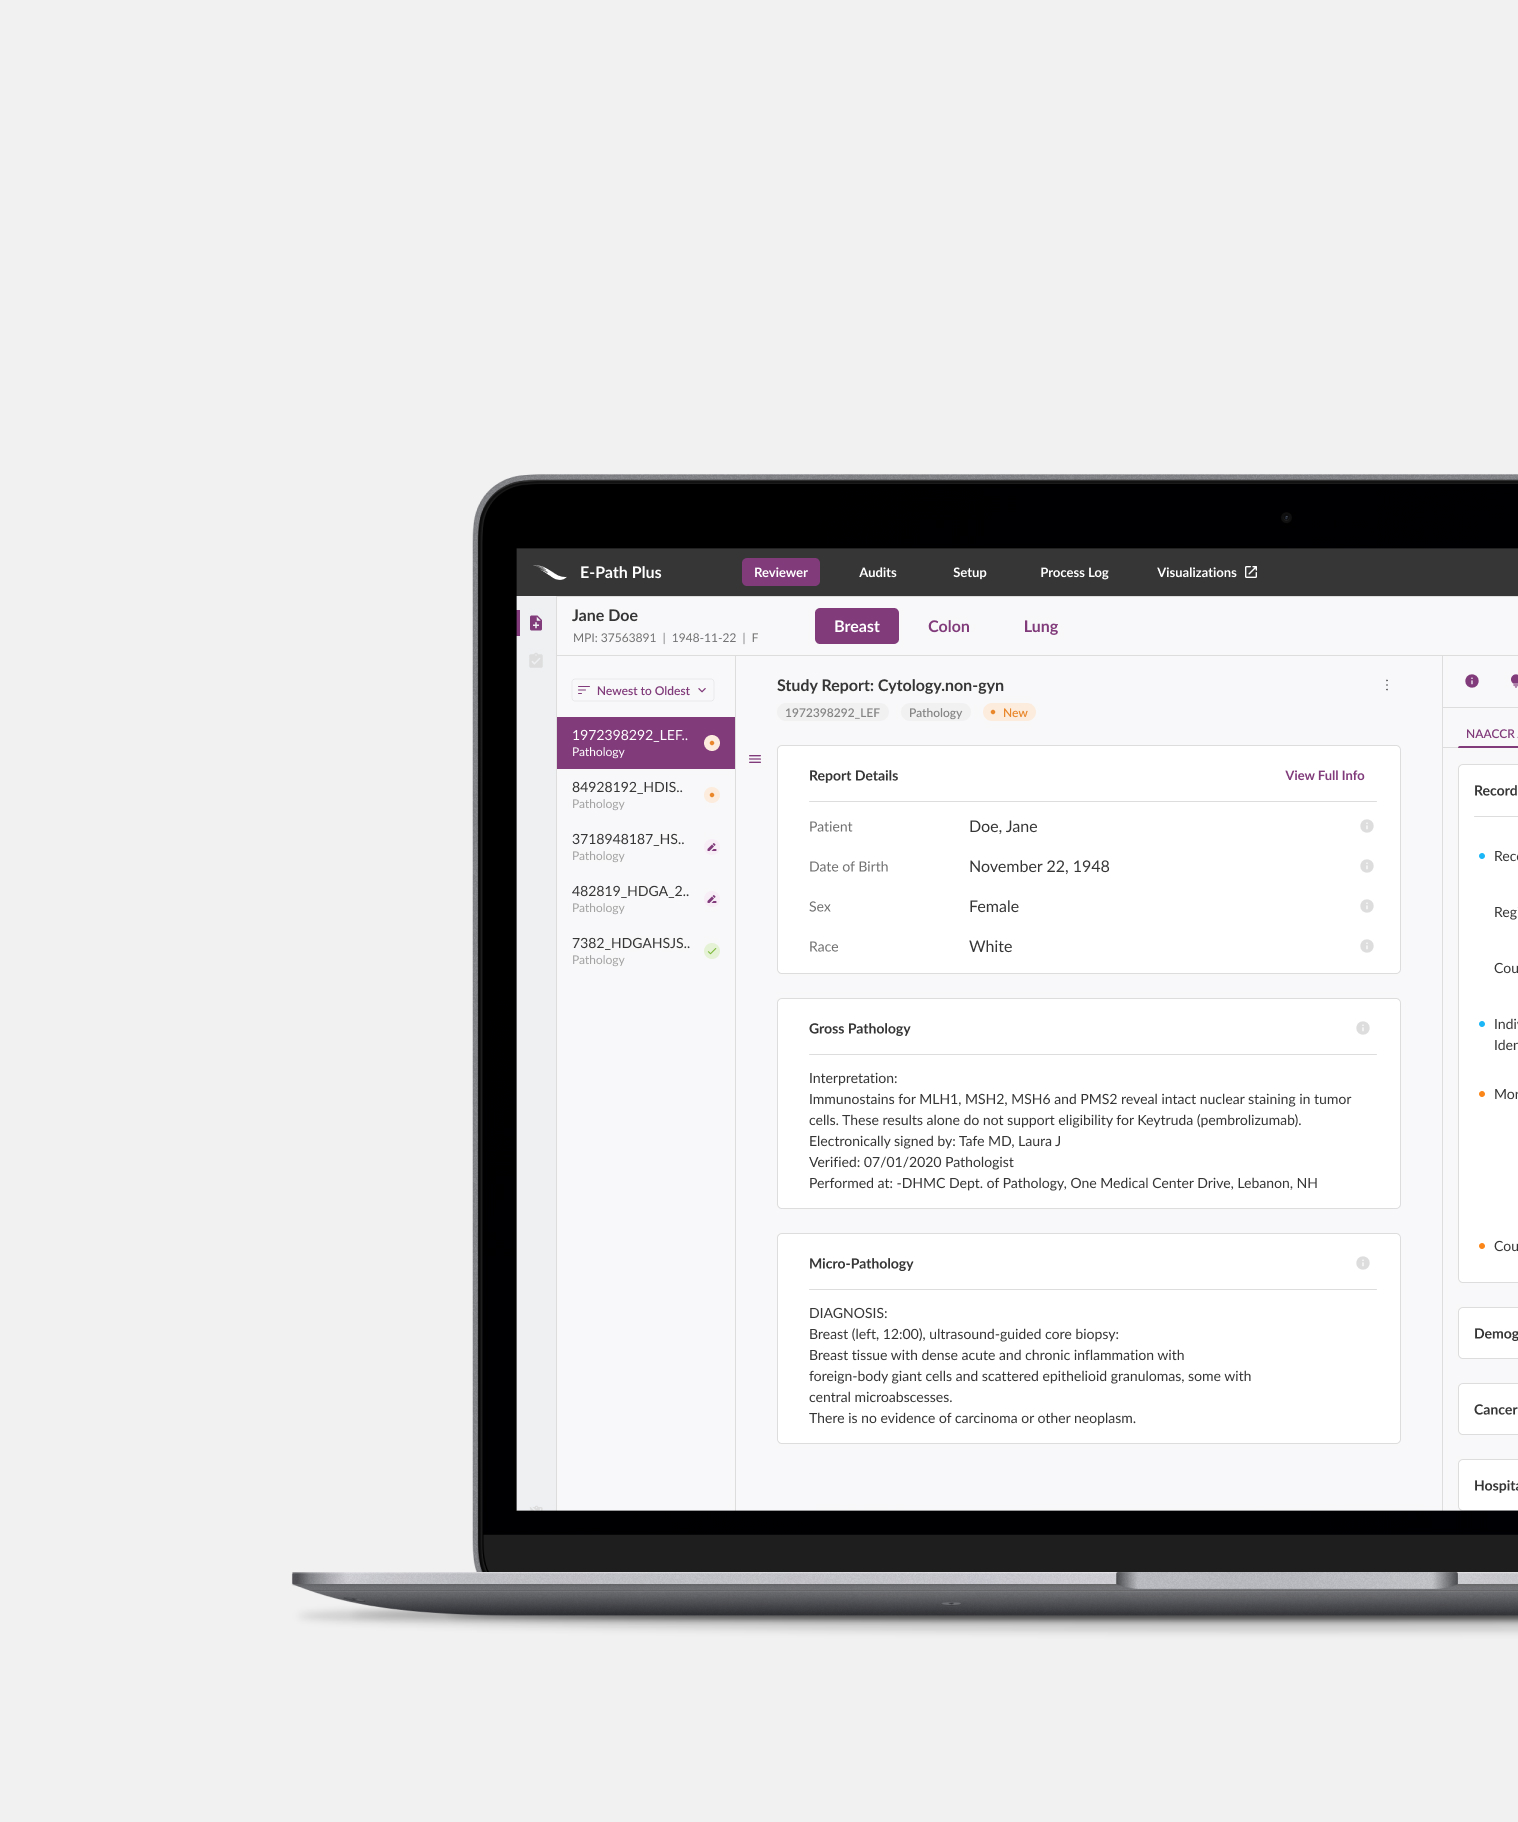 E-Path Plus
Reviewer
Audits
Setup
Process Log
Visualizations
Jane Doe
MPI: 37563891 | 1948-11-22 | F
Breast
Colon
Lung
Newest to Oldest
1972398292_LEF..
Pathology
84928192_HDIS..
Pathology
3718948187_HS..
Pathology
482819_HDGA_2..
Pathology
7382_HDGAHSJS..
Pathology
Study Report: Cytology.non-gyn
1972398292_LEF
Pathology
New
Report Details
View Full Info
Patient
Doe, Jane
Date of Birth
November 22, 1948
Sex
Female
Race
White
Gross Pathology
Interpretation:
Immunostains for MLH1, MSH2, MSH6 and PMS2 reveal intact nuclear staining in tumor
cells. These results alone do not support eligibility for Keytruda (pembrolizumab).
Electronically signed by: Tafe MD, Laura J
Verified: 07/01/2020 Pathologist
Performed at: -DHMC Dept. of Pathology, One Medical Center Drive, Lebanon, NH
Micro-Pathology
DIAGNOSIS:
Breast (left, 12:00), ultrasound-guided core biopsy:
Breast tissue with dense acute and chronic inflammation with
foreign-body giant cells and scattered epithelioid granulomas, some with
central microabscesses.
There is no evidence of carcinoma or other neoplasm.
NAACCR
Record
Rec
Reg
Cou
Indi
Iden
Mor
Cou
Demog
Cancer
Hospita